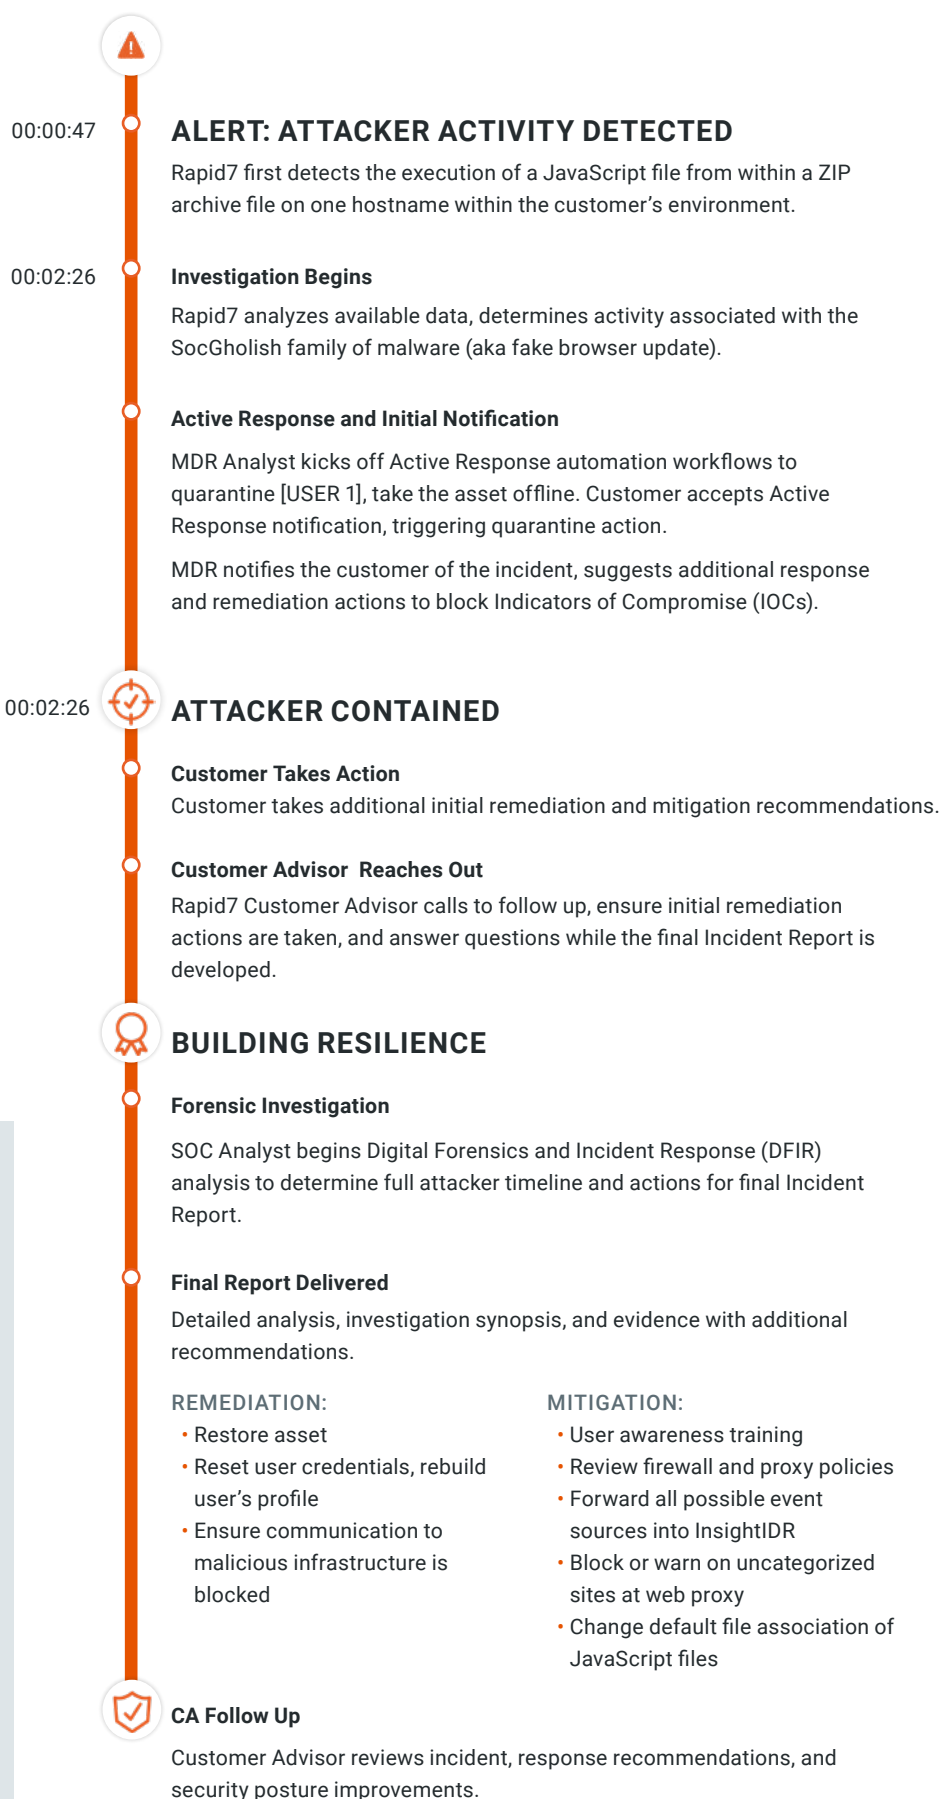 00:00:47
ALERT: ATTACKER ACTIVITY DETECTED
Rapid7 first detects the execution of a JavaScript file from within a ZIP
archive file on one hostname within the customer’s environment.
00:02:26
Investigation Begins
Rapid7 analyzes available data, determines activity associated with the
SocGholish family of malware (aka fake browser update).
Active Response and Initial Notification
MDR Analyst kicks off Active Response automation workflows to
quarantine [USER 1], take the asset offline. Customer accepts Active
Response notification, triggering quarantine action.
MDR notifies the customer of the incident, suggests additional response
and remediation actions to block Indicators of Compromise (IOCs).
00:02:26
ATTACKER CONTAINED
Customer Takes Action
Customer takes additional initial remediation and mitigation recommendations.
Customer Advisor  Reaches Out
Rapid7 Customer Advisor calls to follow up, ensure initial remediation
actions are taken, and answer questions while the final Incident Report is
developed.
BUILDING RESILIENCE
Forensic Investigation
SOC Analyst begins Digital Forensics and Incident Response (DFIR)
analysis to determine full attacker timeline and actions for final Incident
Report.
Final Report Delivered
Detailed analysis, investigation synopsis, and evidence with additional
recommendations.
REMEDIATION:
• Restore asset
• Reset user credentials, rebuild
user’s profile
• Ensure communication to
malicious infrastructure is
blocked
MITIGATION:
• User awareness training
• Review firewall and proxy policies
• Forward all possible event
sources into InsightIDR
• Block or warn on uncategorized
sites at web proxy
• Change default file association of
JavaScript files
CA Follow Up
Customer Advisor reviews incident, response recommendations, and
security posture improvements.